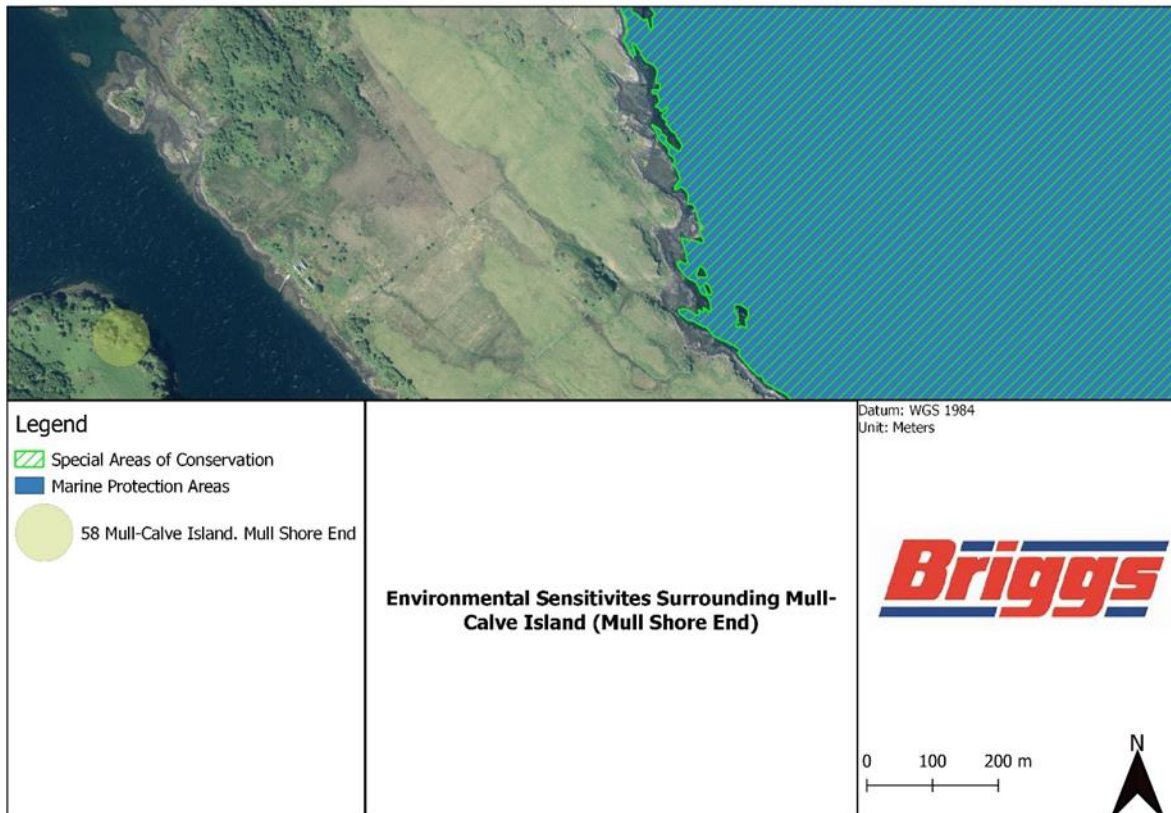 Legend
Special Areas of Conservation
Marine Protection Areas
58 Mull-Calve Island. Mull Shore End
Environmental Sensitivites Surrounding Mull-
Calve Island (Mull Shore End)
Datum: WGS 1984
Unit: Meters
Briggs
0 100 200 m
N